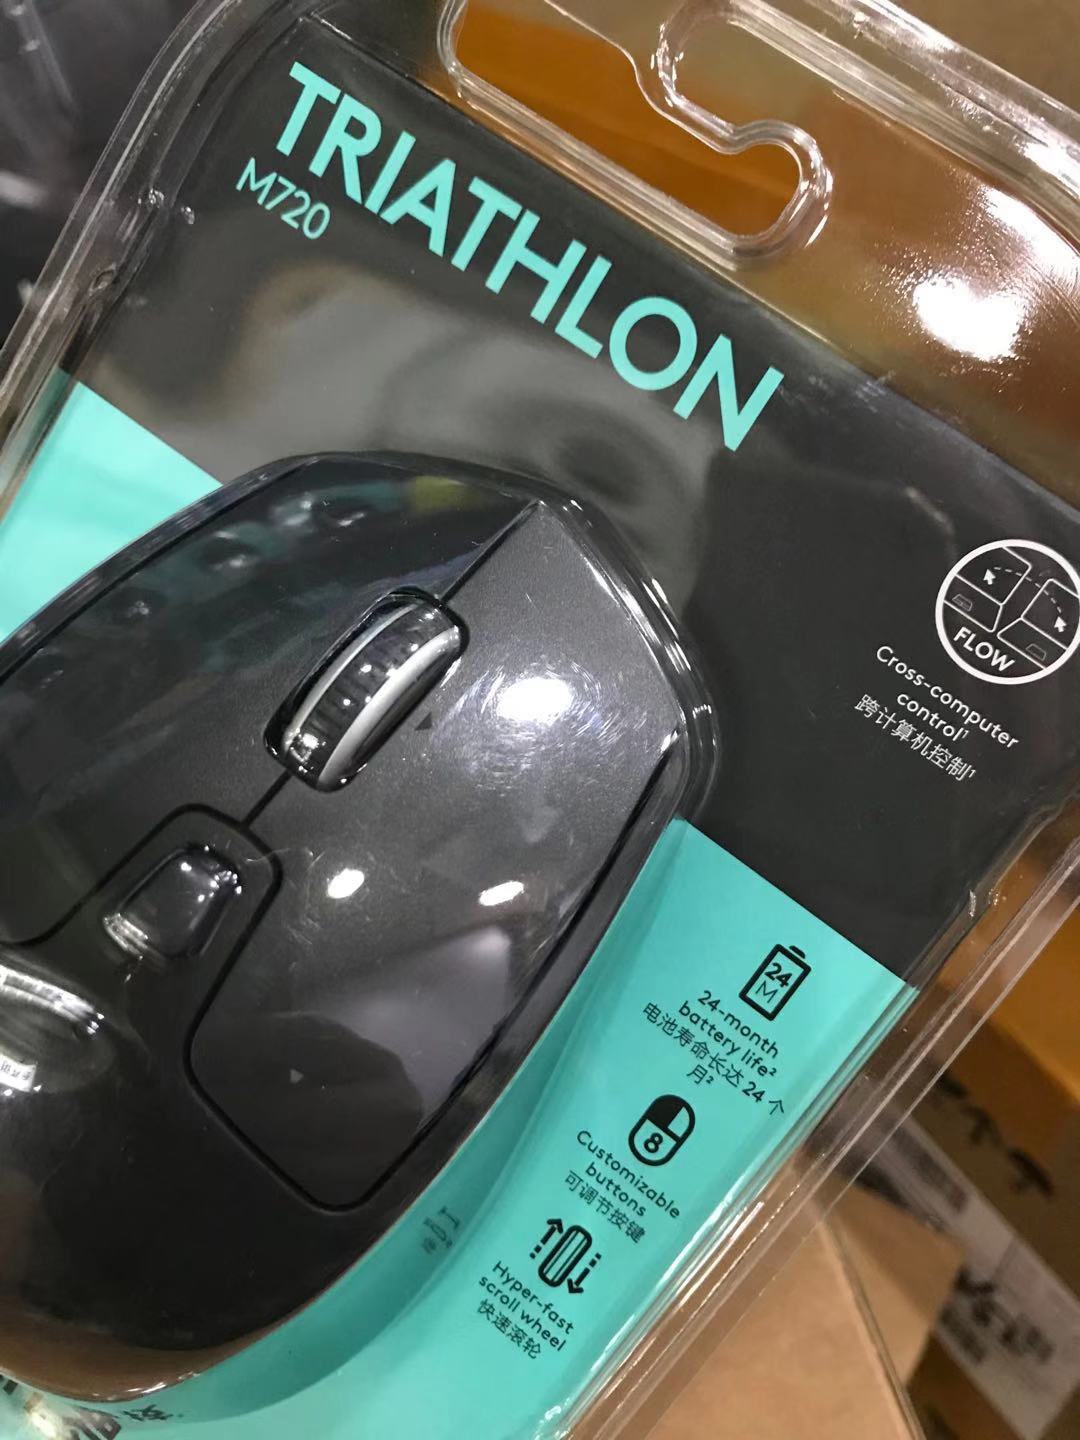 TRIATHLON
M720
FLOW
Cross-computer
control¹
跨计算机控制¹
24
M
24-month
battery life²
电池寿命长达 24 个
月²
8
Customizable
buttons
可调节按键
Hyper-fast
scroll wheel
快速滚轮